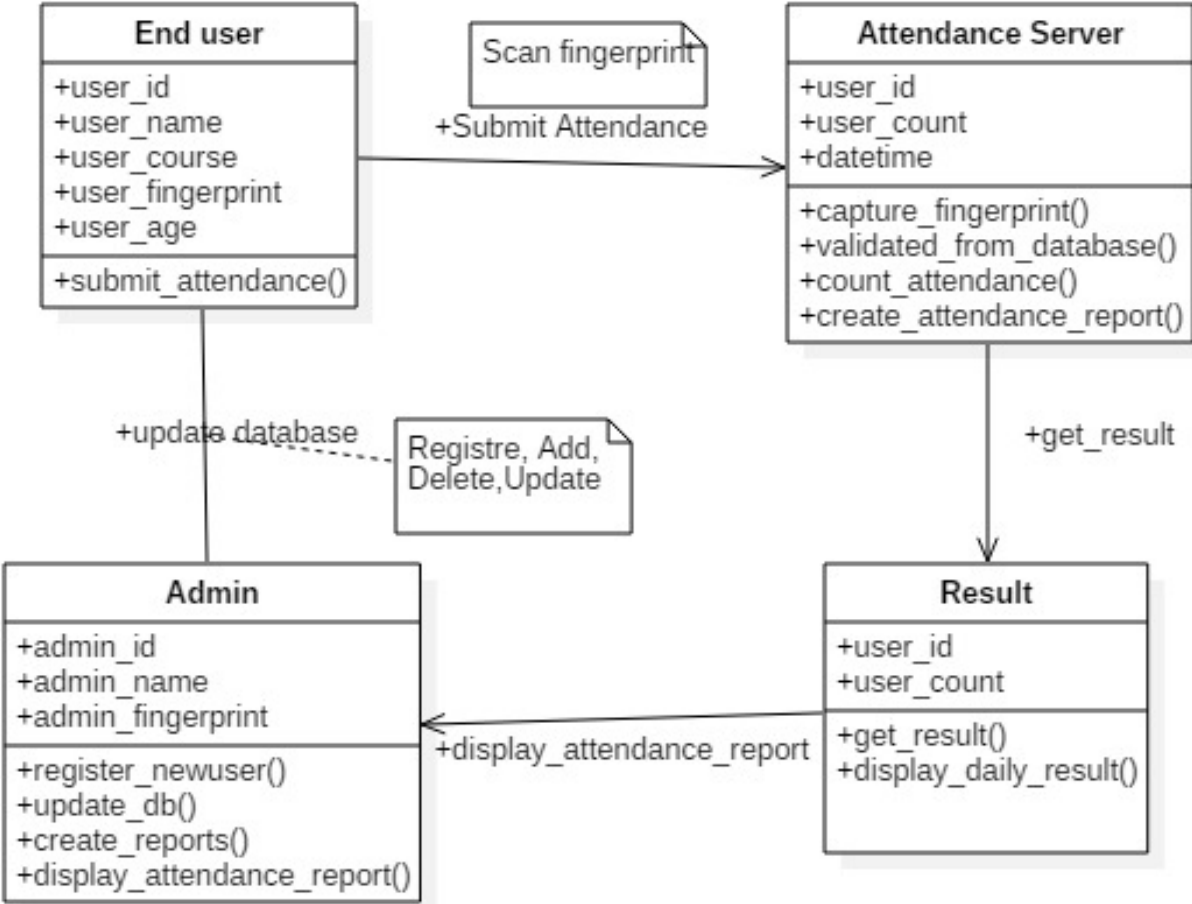 End user
+user_id
+user_name
+user_course
+user_fingerprint
+user_age
+submit_attendance()
Scan fingerprint
+Submit Attendance
Attendance Server
+user_id
+user_count
+datetime
+capture_fingerprint()
+validated_from_database()
+count_attendance()
+create_attendance_report()
+update database
Registre, Add,
Delete,Update
+get_result
Admin
+admin_id
+admin_name
+admin_fingerprint
+register_newuser()
+update_db()
+create_reports()
+display_attendance_report()
+display_attendance_report
Result
+user_id
+user_count
+get_result()
+display_daily_result()